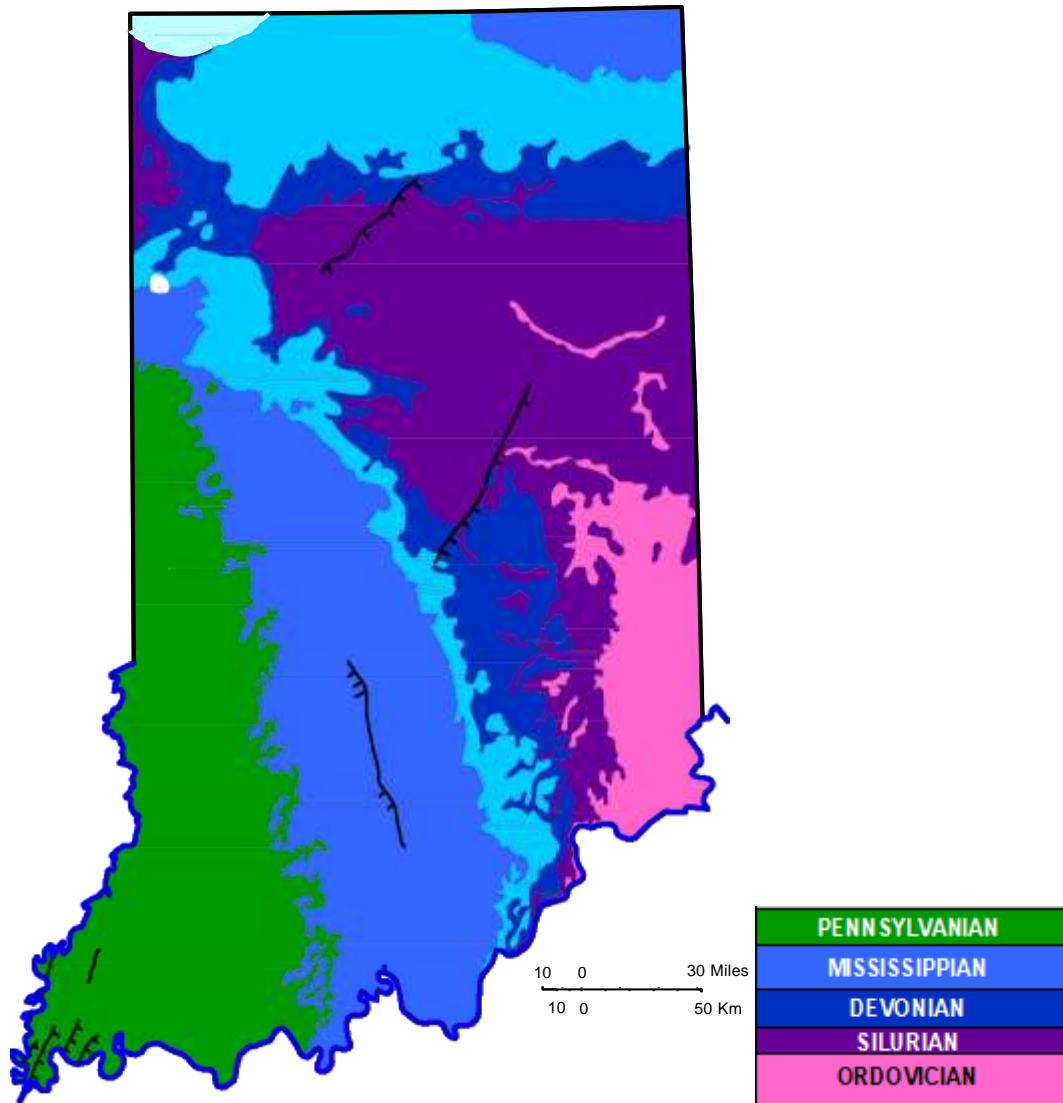 10 0 30 Miles
10 0 50 Km
PENNSYLVANIAN
MISSISSIPPIAN
DEVONIAN
SILURIAN
ORDOVICIAN